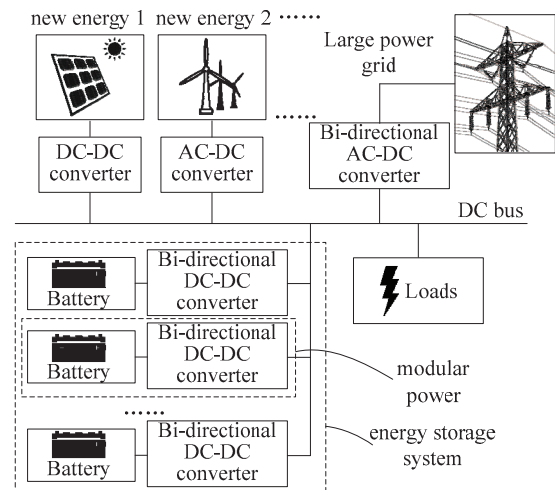 new energy 1
new energy 2 ······
Large power
grid
······
DC-DC
converter
AC-DC
converter
Bi-directional
AC-DC
converter
DC bus
Battery
Bi-directional
DC-DC
converter
Loads
Battery
Bi-directional
DC-DC
converter
modular
power
······
Battery
Bi-directional
DC-DC
converter
energy storage
system